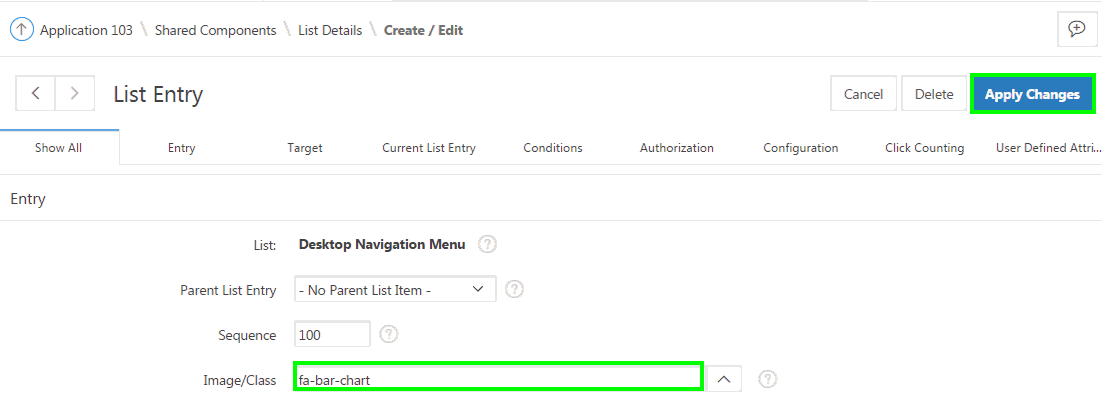 Application 103 \ Shared Components \ List Details \ Create / Edit
List Entry Cancel Delete Apply Changes
Show All Entry Target Current List Entry Conditions Authorization Configuration Click Counting User Defined Attri...
Entry
List: Desktop Navigation Menu ?
Parent List Entry - No Parent List Item - ?
Sequence 100 ?
Image/Class fa-bar-chart ?